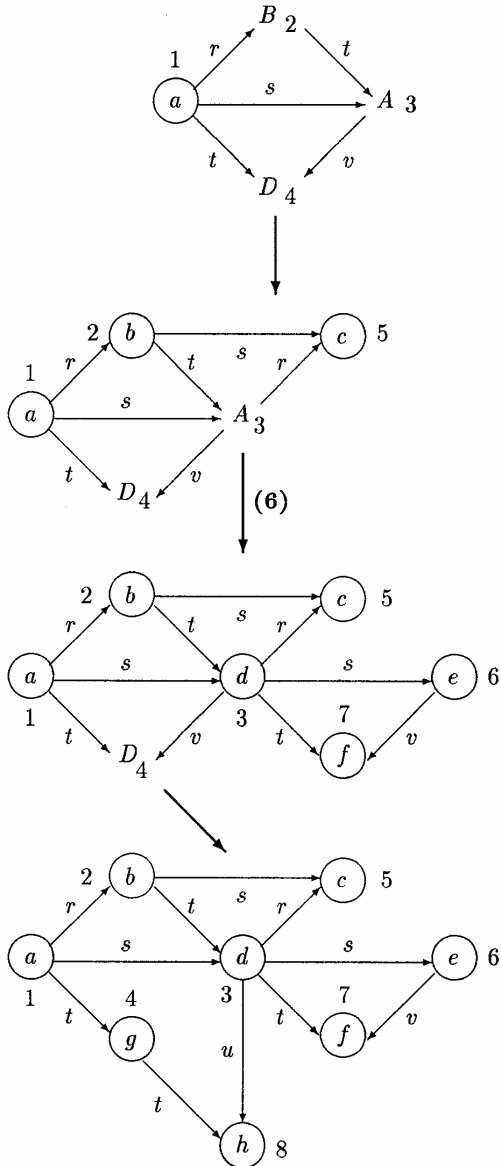 B 2
r t
1
a s A 3
t v
D 4
2 b s c 5
r t r
1
a s A 3
t v
D 4
(6)
2 b s c 5
r t r
a s d s e 6
1 3 7
t v t f v
D 4
2 b s c 5
r t r
a s d s e 6
1 4 3 7
t g t f v
u
t
h 8